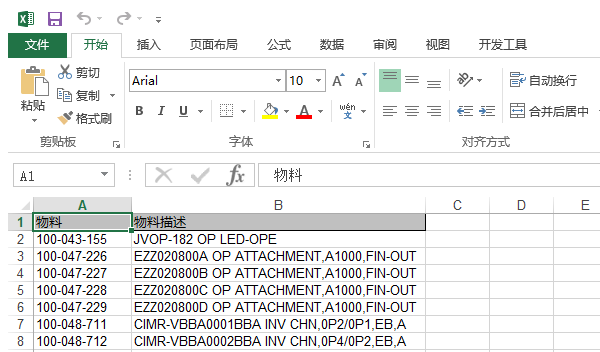 文件 开始 插入 页面布局 公式 数据 审阅 视图 开发工具
剪切
复制
格式刷
粘贴
剪贴板
Arial 10 A A
B I U A wén 文
字体
自动换行
合并后居中
对齐方式
A1 fx 物料
A B C D E
1 物料 物料描述
2 100-043-155 JVOP-182 OP LED-OPE
3 100-047-226 EZZ020800A OP ATTACHMENT,A1000,FIN-OUT
4 100-047-227 EZZ020800B OP ATTACHMENT,A1000,FIN-OUT
5 100-047-228 EZZ020800C OP ATTACHMENT,A1000,FIN-OUT
6 100-047-229 EZZ020800D OP ATTACHMENT,A1000,FIN-OUT
7 100-048-711 CIMR-VBBA0001BBA INV CHN,0P2/0P1,EB,A
8 100-048-712 CIMR-VBBA0002BBA INV CHN,0P4/0P2,EB,A